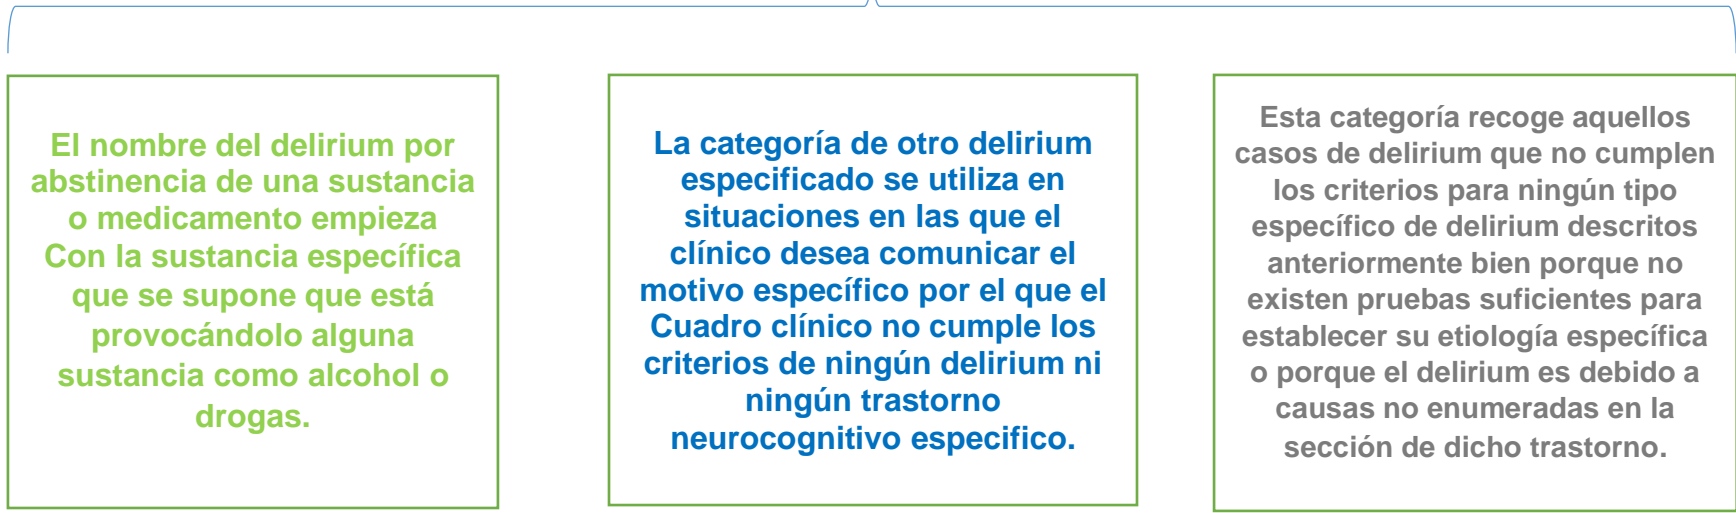 El nombre del delirium por
abstinencia de una sustancia
o medicamento empieza
Con la sustancia específica
que se supone que está
provocándolo alguna
sustancia como alcohol o
drogas.
La categoría de otro delirium
especificado se utiliza en
situaciones en las que el
clínico desea comunicar el
motivo específico por el que el
Cuadro clínico no cumple los
criterios de ningún delirium ni
ningún trastorno
neurocognitivo especifico.
Esta categoría recoge aquellos
casos de delirium que no cumplen
los criterios para ningún tipo
específico de delirium descritos
anteriormente bien porque no
existen pruebas suficientes para
establecer su etiología específica
o porque el delirium es debido a
causas no enumeradas en la
sección de dicho trastorno.